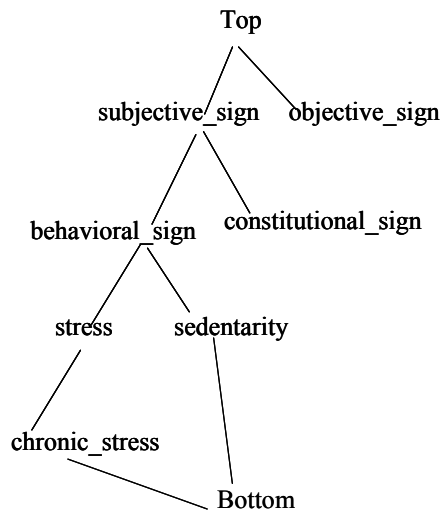 Top
subjective_sign objective_sign
behavioral_sign constitutional_sign
stress sedentarity
chronic_stress
Bottom